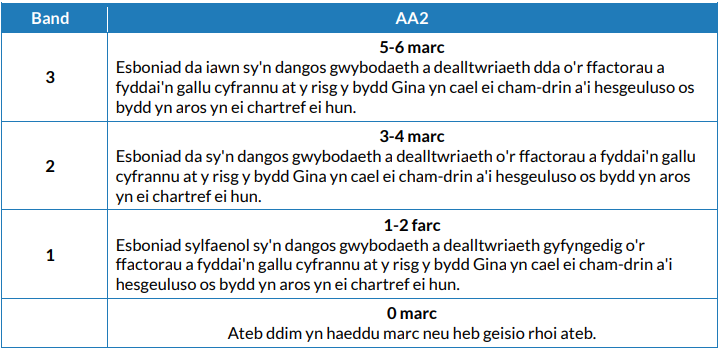 Band AA2
5-6 marc
3 Esboniad da iawn sy'n dangos gwybodaeth a dealltwriaeth dda o'r ffactorau a
fyddai'n gallu cyfrannu at y risg y bydd Gina yn cael ei cham-drin a'i hesgeuluso os
bydd yn aros yn ei chartref ei hun.
3-4 marc
2 Esboniad da sy'n dangos gwybodaeth a dealltwriaeth o'r ffactorau a fyddai'n gallu
cyfrannu at y risg y bydd Gina yn cael ei cham-drin a'i hesgeuluso os bydd yn aros
yn ei chartref ei hun.
1-2 farc
1 Esboniad sylfaenol sy'n dangos gwybodaeth a dealltwriaeth gyfyngedig o'r
ffactorau a fyddai'n gallu cyfrannu at y risg y bydd Gina yn cael ei cham-drin a'i
hesgeuluso os bydd yn aros yn ei chartref ei hun.
0 marc
Ateb ddim yn haeddu marc neu heb geisio rhoi ateb.